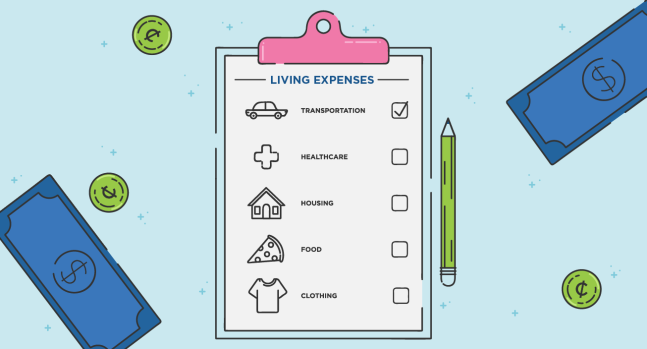 LIVING EXPENSES
TRANSPORTATION
HEALTHCARE
HOUSING
FOOD
CLOTHING